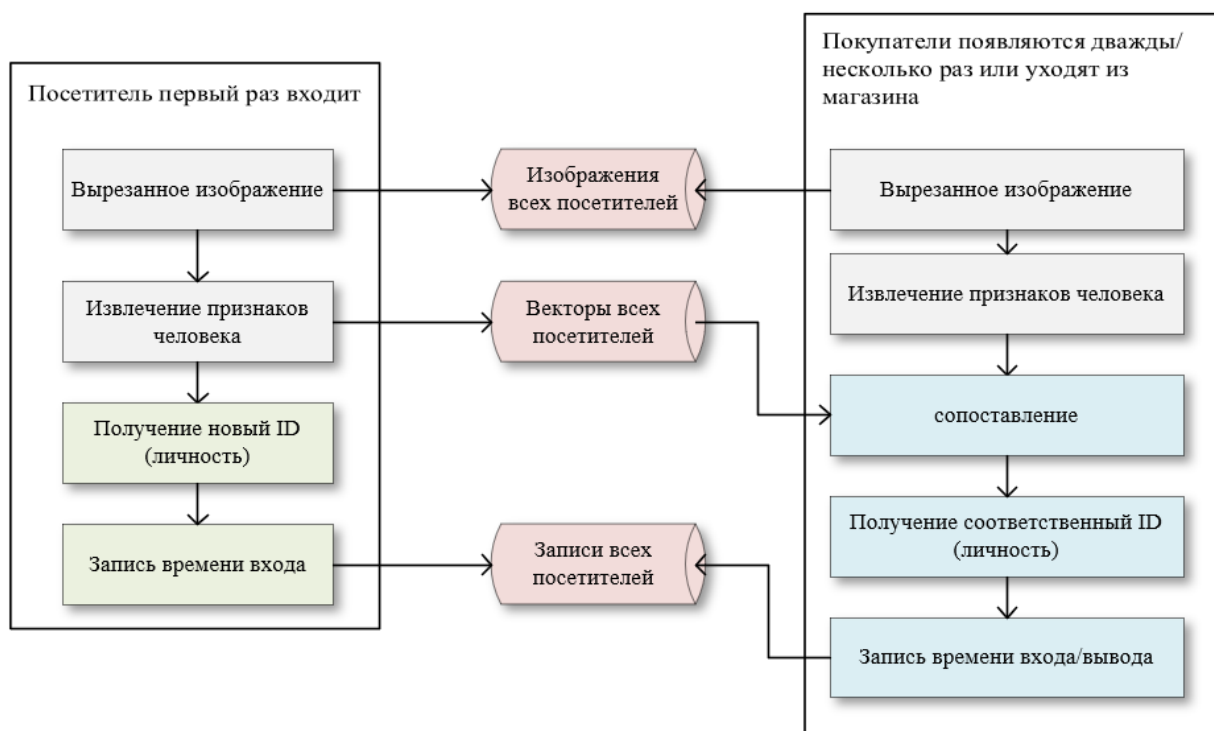 Посетитель первый раз входит
Вырезанное изображение
Извлечение признаков
человека
Получение новый ID
(личность)
Запись времени входа
Изображения
всех посетителей
Векторы всех
посетителей
Записи всех
посетителей
Покупатели появляются дважды/
несколько раз или уходят из
магазина
Вырезанное изображение
Извлечение признаков человека
сопоставление
Получение соответственный ID
(личность)
Запись времени входа/вывода